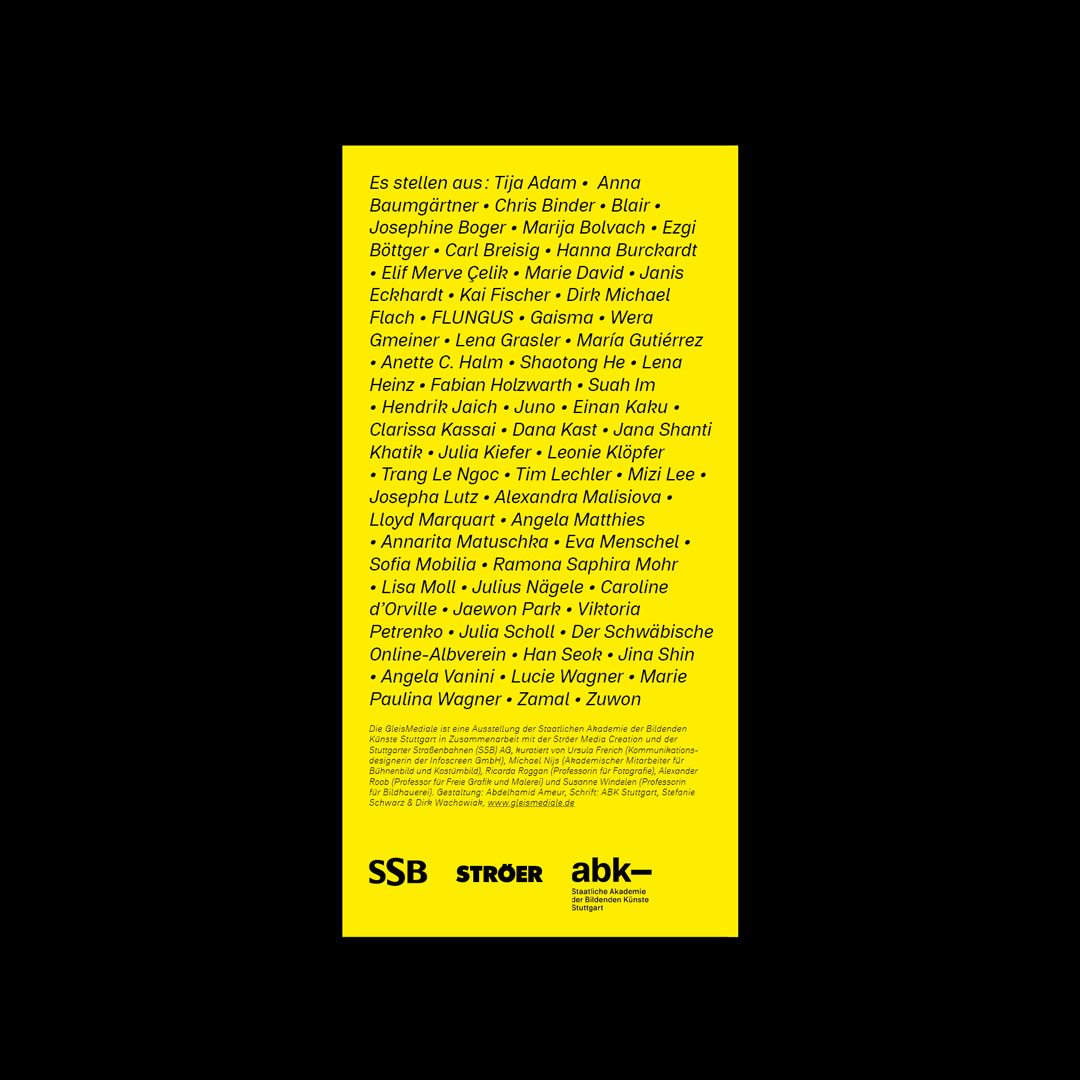 Es stellen aus: Tija Adam • Anna
Baumgärtner • Chris Binder • Blair •
Josephine Boger • Marija Bolvach • Ezgi
Böttger • Carl Breisig • Hanna Burckardt
• Elif Merve Çelik • Marie David • Janis
Eckhardt • Kai Fischer • Dirk Michael
Flach • FLUNGUS • Gaisma • Wera
Gmeiner • Lena Grasler • María Gutiérrez
• Anette C. Halm • Shaotong He • Lena
Heinz • Fabian Holzwarth • Suah Im
• Hendrik Jaich • Juno • Einan Kaku •
Clarissa Kassai • Dana Kast • Jana Shanti
Khatik • Julia Kiefer • Leonie Klöpfer
• Trang Le Ngoc • Tim Lechler • Mizi Lee •
Josepha Lutz • Alexandra Malisiova •
Lloyd Marquart • Angela Matthies
• Annarita Matuschka • Eva Menschel •
Sofia Mobilia • Ramona Saphira Mohr
• Lisa Moll • Julius Nägele • Caroline
d’Orville • Jaewon Park • Viktoria
Petrenko • Julia Scholl • Der Schwäbische
Online-Albverein • Han Seok • Jina Shin
• Angela Vanini • Lucie Wagner • Marie
Paulina Wagner • Zamal • Zuwon
Die GleisMediale ist eine Ausstellung der Staatlichen Akademie der Bildenden
Künste Stuttgart in Zusammenarbeit mit der Ströer Media Creation und der
Stuttgarter Straßenbahnen (SSB) AG, kuratiert von Ursula Frerich (Kommunikations-
designerin der Infoscreen GmbH), Michael Nijs (Akademischer Mitarbeiter für
Bühnenbild und Kostümbild), Ricarda Roggan (Professorin für Fotografie), Alexander
Roob (Professor für Freie Grafik und Malerei) und Susanne Windelen (Professorin
für Bildhauerei). Gestaltung: Abdelhamid Ameur, Schrift: ABK Stuttgart, Stefanie
Schwarz & Dirk Wachowiak, www.gleismediale.de
SSB STRÖER abk–
Staatliche Akademie
der Bildenden Künste
Stuttgart